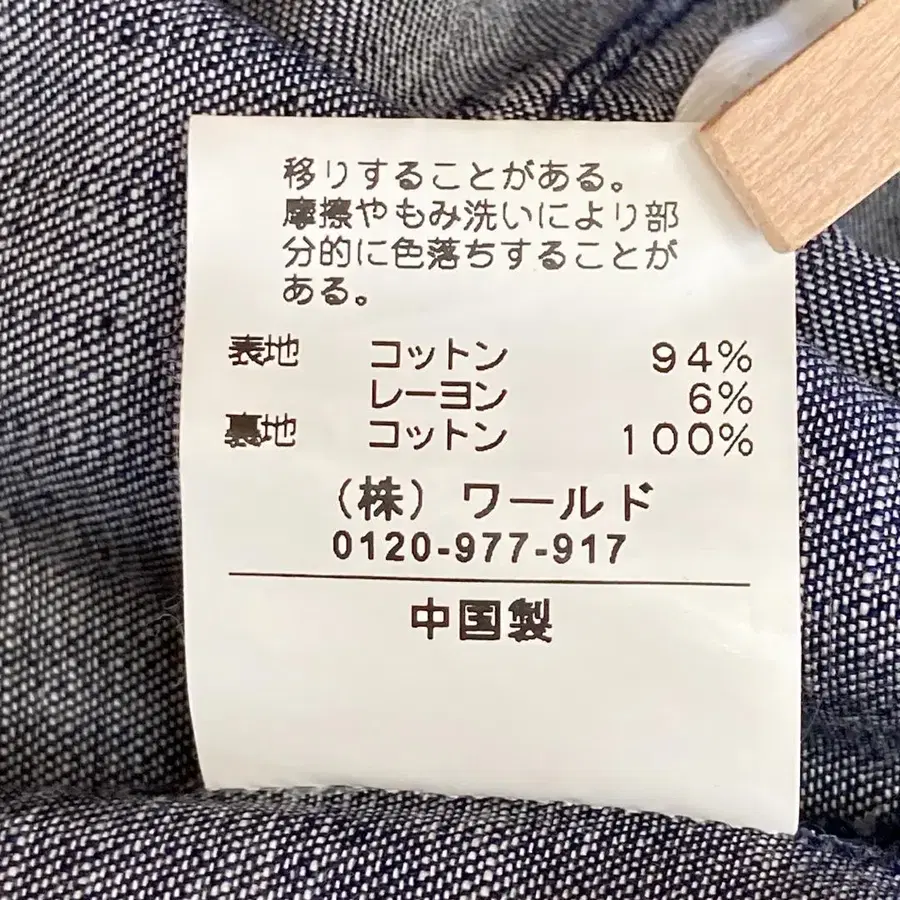 移りすることがある。
摩擦やもみ洗いにより部
分的に色落ちすることが
ある。
表地 コットン 94%
レーヨン 6%
裏地 コットン 100%
(株) ワールド
0120-977-917
中国製